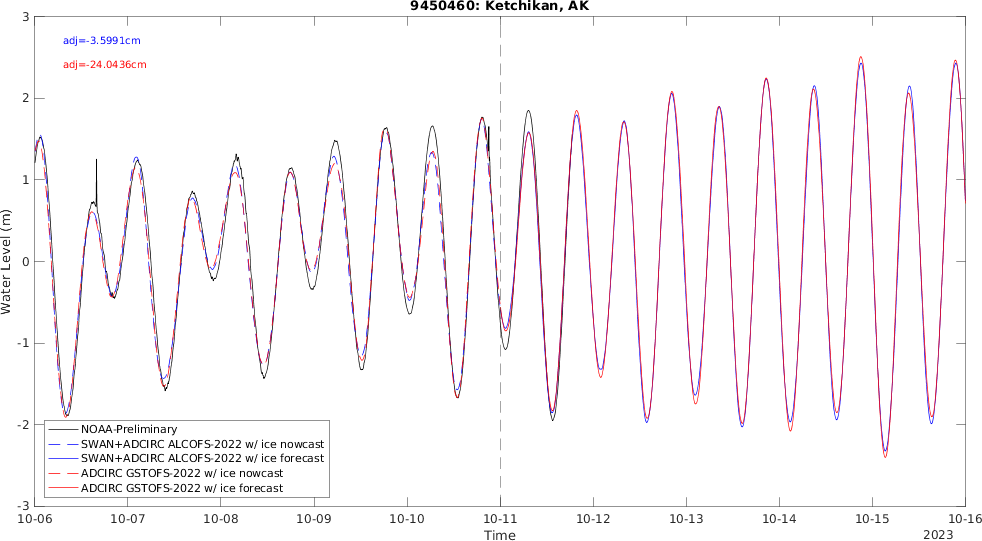 9450460: Ketchikan, AK
3
adj=-3.5991cm
adj=-24.0436cm
2
1
0
-1
-2
-3
Water Level (m)
NOAA-Preliminary
SWAN+ADCIRC ALCOFS-2022 w/ ice nowcast
SWAN+ADCIRC ALCOFS-2022 w/ ice forecast
ADCIRC GSTOFS-2022 w/ ice nowcast
ADCIRC GSTOFS-2022 w/ ice forecast
10-06 10-07 10-08 10-09 10-10 10-11 10-12 10-13 10-14 10-15 10-16
Time
2023